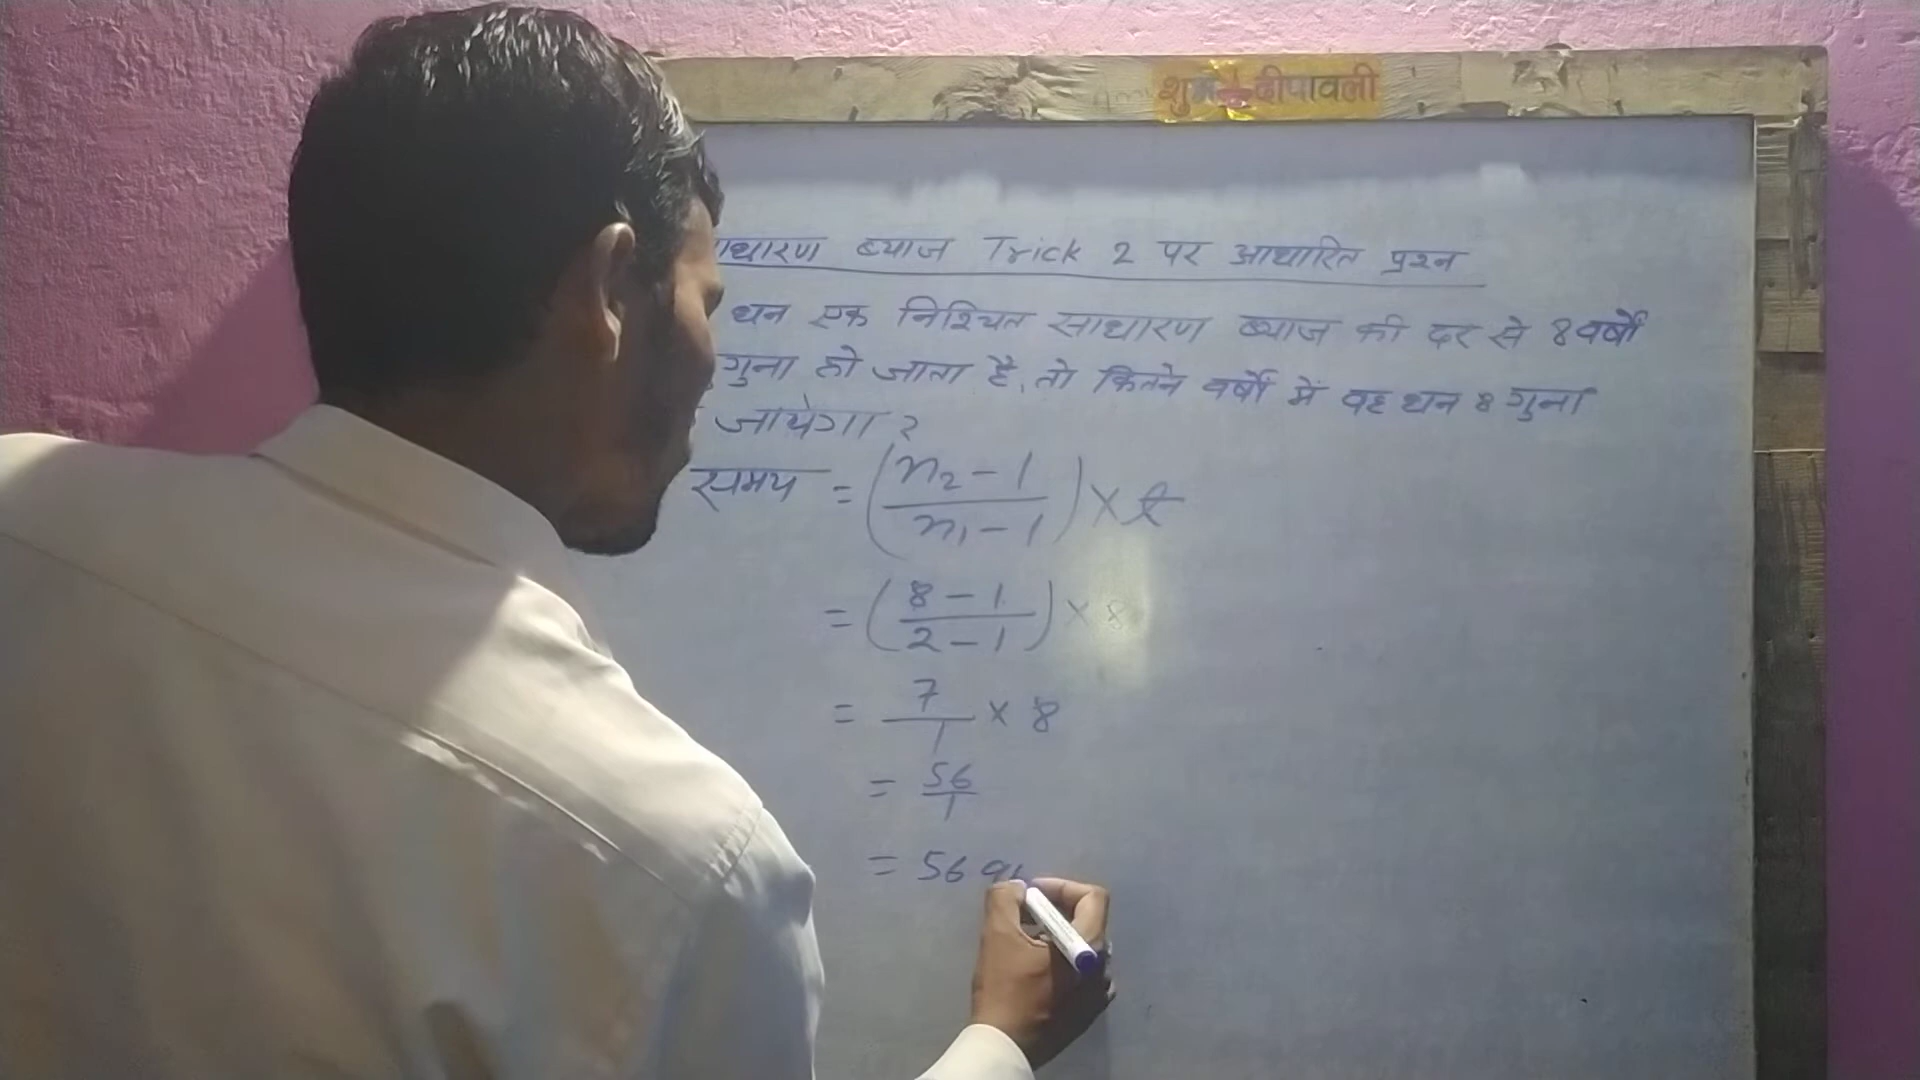 शुभ दीपावली
साधारण ब्याज Trick 2 पर आधारित प्रश्न
धन एक निश्चित साधारण ब्याज की दर से 8 वर्षों
गुना हो जाता है, तो कितने वर्षों में वह धन 8 गुना
जायेगा ?
समय = (n₂ - 1 / n₁ - 1) × t
= (8 - 1 / 2 - 1) × 8
= 7/1 × 8
= 56/1
= 56 व